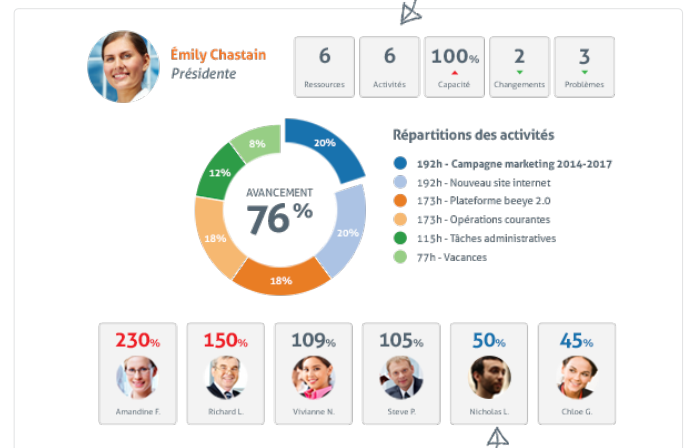 Émily Chastain
Présidente
6
Ressources
6
Activités
100%
Capacité
2
Changements
3
Problèmes
8%
20%
12%
AVANCEMENT
76%
18%
20%
18%
Répartitions des activités
192h - Campagne marketing 2014-2017
192h - Nouveau site internet
173h - Plateforme beeye 2.0
173h - Opérations courantes
115h - Tâches administratives
77h - Vacances
230%
Amandine F.
150%
Richard L.
109%
Vivianne N.
105%
Steve P.
50%
Nicholas L.
45%
Chloe G.